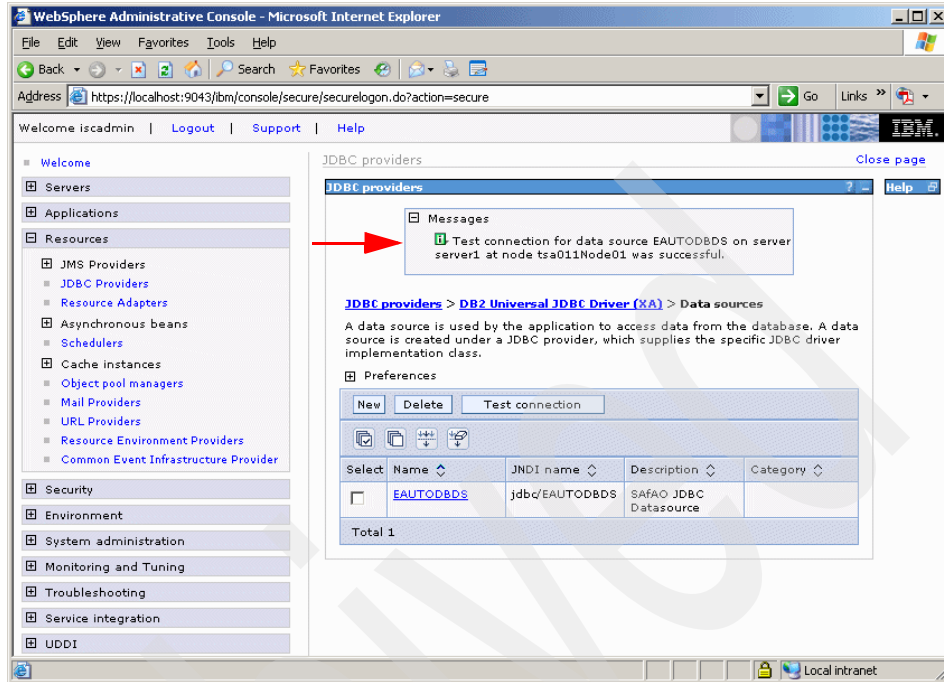 WebSphere Administrative Console - Microsoft Internet Explorer
File Edit View Favorites Tools Help
Back Search Favorites
Address https://localhost:9043/ibm/console/secure/securelogon.do?action=secure Go Links »
Welcome iscadmin | Logout | Support | Help IBM.
Welcome
Servers
Applications
Resources
JMS Providers
JDBC Providers
Resource Adapters
Asynchronous beans
Schedulers
Cache instances
Object pool managers
Mail Providers
URL Providers
Resource Environment Providers
Common Event Infrastructure Provider
Security
Environment
System administration
Monitoring and Tuning
Troubleshooting
Service integration
UDDI
JDBC providers Close page
JDBC providers ? - Help
Messages
Test connection for data source EAUTODBDS on server
server1 at node tsa011Node01 was successful.
JDBC providers > DB2 Universal JDBC Driver (XA) > Data sources
A data source is used by the application to access data from the database. A data
source is created under a JDBC provider, which supplies the specific JDBC driver
implementation class.
Preferences
New Delete Test connection
Select Name JNDI name Description Category
EAUTODBDS jdbc/EAUTODBDS SAfAO JDBC
Datasource
Total 1
Local intranet